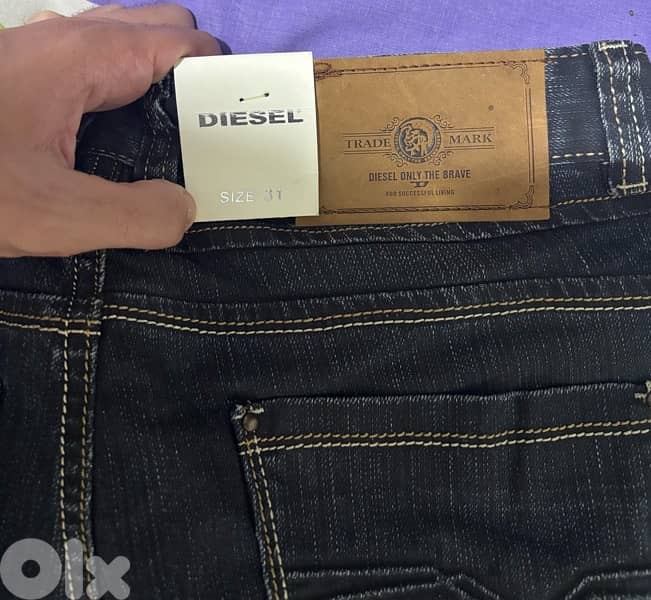 DIESEL
SIZE 31
TRADE MARK
DIESEL ONLY THE BRAVE
D
FOR SUCCESSFUL LIVING
Olx